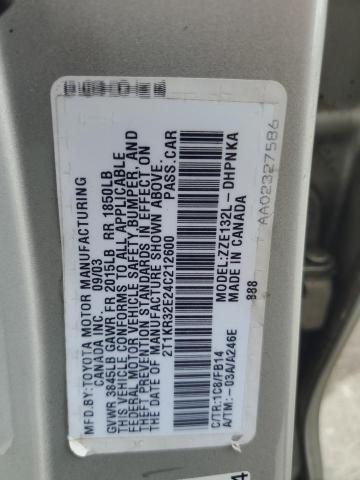 MFD.BY:TOYOTA MOTOR MANUFACTURING
CANADA INC. 09/03
GVWR 3845LB GAWR FR 2015LB RR 1850LB
THIS VEHICLE CONFORMS TO ALL APPLICABLE
FEDERAL MOTOR VEHICLE SAFETY,BUMPER, AND
THEFT PREVENTION STANDARDS IN EFFECT ON
THE DATE OF MANUFACTURE SHOWN ABOVE.
2T1KR32E24C212600 PASS.CAR
C/TR:1C8/FB14 MODEL:ZZE132L-
A/TM:-03A/A246E DHPNKA
MADE IN CANADA
888
AA02327586
4